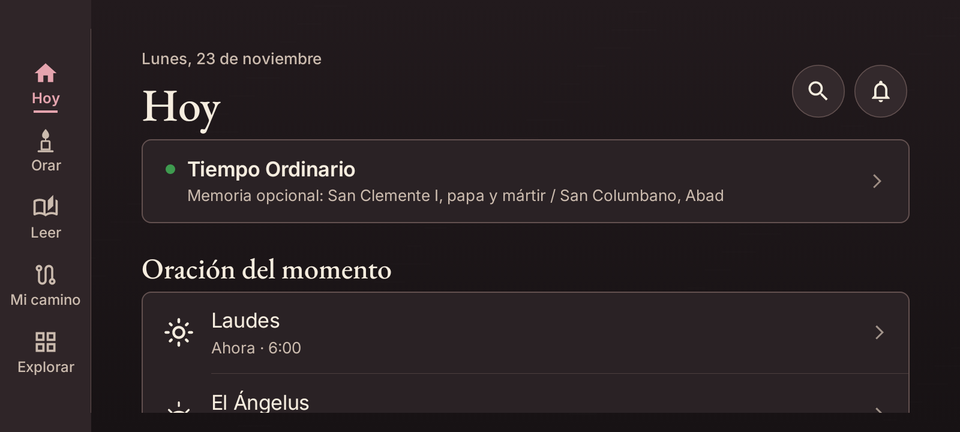 Lunes, 23 de noviembre
Hoy
Hoy
Orar
Leer
Mi camino
Explorar
Tiempo Ordinario
Memoria opcional: San Clemente I, papa y mártir / San Columbano, Abad
Oración del momento
Laudes
Ahora · 6:00
El Ángelus